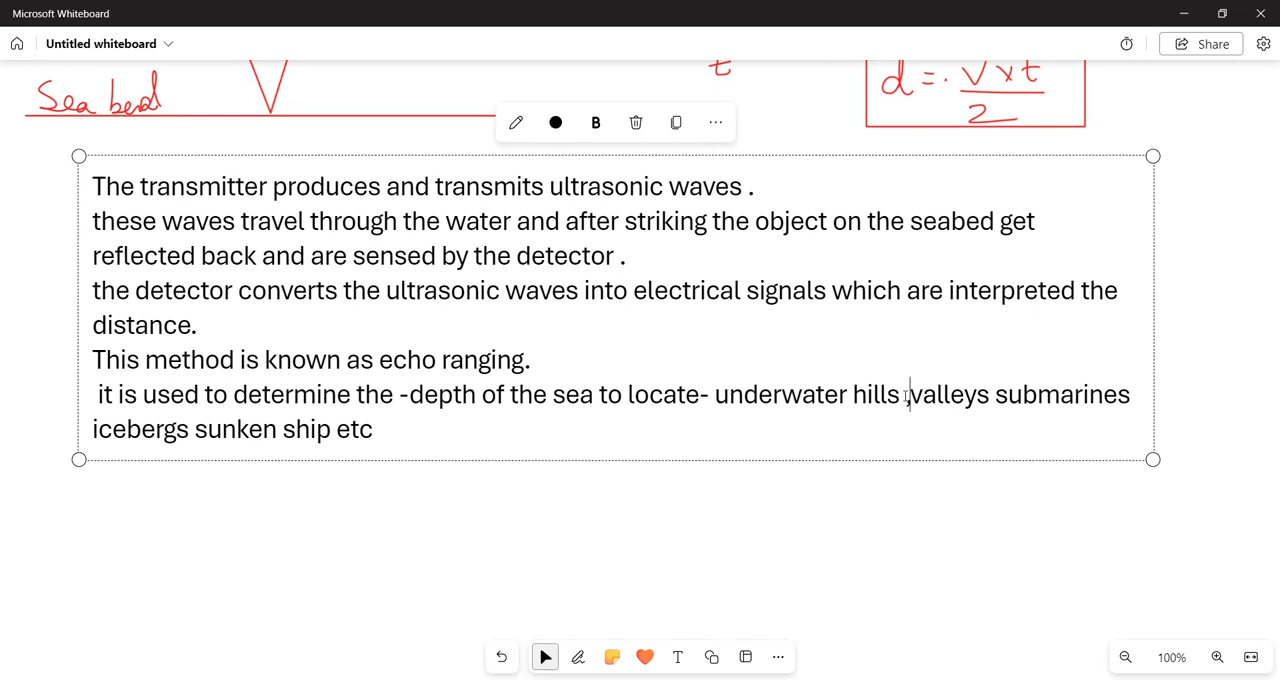 Microsoft Whiteboard
Untitled whiteboard
Share
Sea bed
t
d = V x t
2
B
The transmitter produces and transmits ultrasonic waves .
these waves travel through the water and after striking the object on the seabed get
reflected back and are sensed by the detector .
the detector converts the ultrasonic waves into electrical signals which are interpreted the
distance.
This method is known as echo ranging.
it is used to determine the -depth of the sea to locate- underwater hills ,valleys submarines
icebergs sunken ship etc
T
100%